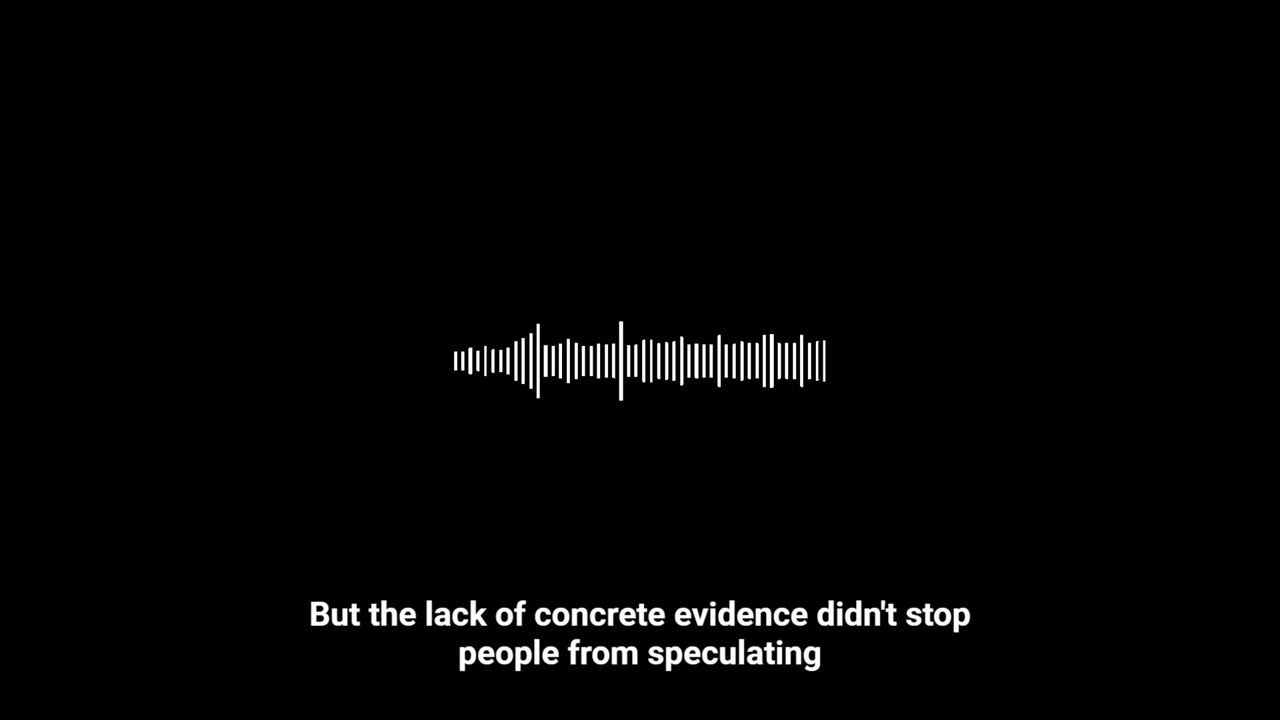 But the lack of concrete evidence didn't stop
people from speculating